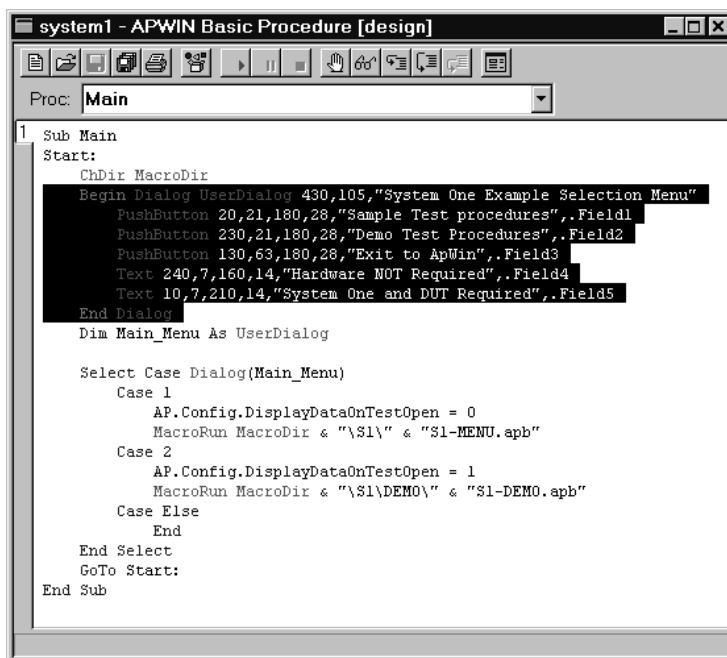 system1 - APWIN Basic Procedure [design]
Proc: Main
1
Sub Main
Start:
    ChDir MacroDir
    Begin Dialog UserDialog 430,105,"System One Example Selection Menu"
        PushButton 20,21,180,28,"Sample Test procedures",.Field1
        PushButton 230,21,180,28,"Demo Test Procedures",.Field2
        PushButton 130,63,180,28,"Exit to ApWin",.Field3
        Text 240,7,160,14,"Hardware NOT Required",.Field4
        Text 10,7,210,14,"System One and DUT Required",.Field5
    End Dialog
    Dim Main_Menu As UserDialog
    Select Case Dialog(Main_Menu)
        Case 1
            AP.Config.DisplayDataOnTestOpen = 0
            MacroRun MacroDir & "\S1\" & "S1-MENU.apb"
        Case 2
            AP.Config.DisplayDataOnTestOpen = 1
            MacroRun MacroDir & "\S1\DEMO\" & "S1-DEMO.apb"
        Case Else
            End
    End Select
    GoTo Start:
End Sub